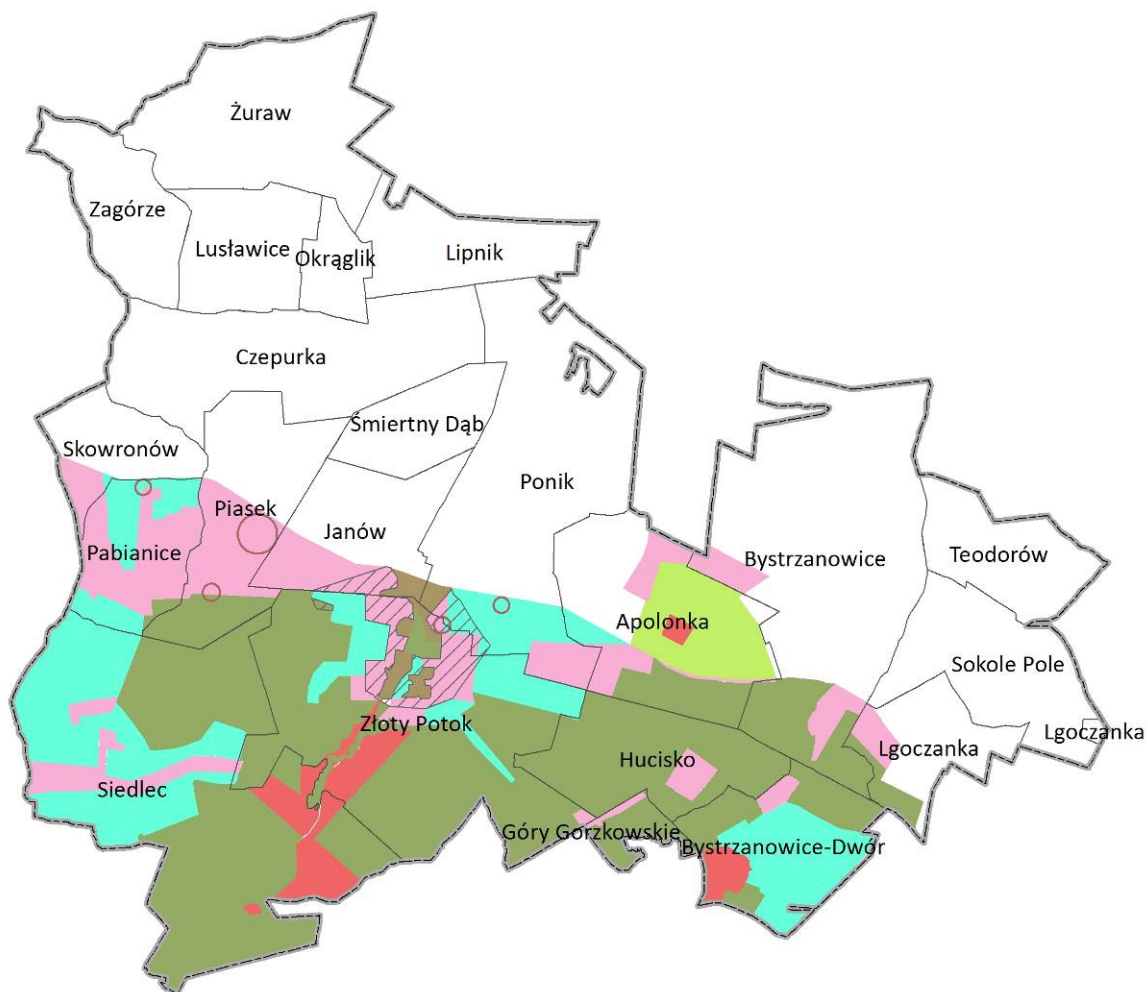 Żuraw
Zagórze
Lusławice
Okrąglik
Lipnik
Czepurka
Śmiertny Dąb
Skowronów
Ponik
Piasek
Janów
Pabianice
Bystrzanowice
Teodorów
Apolonka
Sokole Pole
Złoty Potok
Lgoczanka
Lgoczanka
Hucisko
Siedlec
Góry Gorzkowskie
Bystrzanowice-Dwór